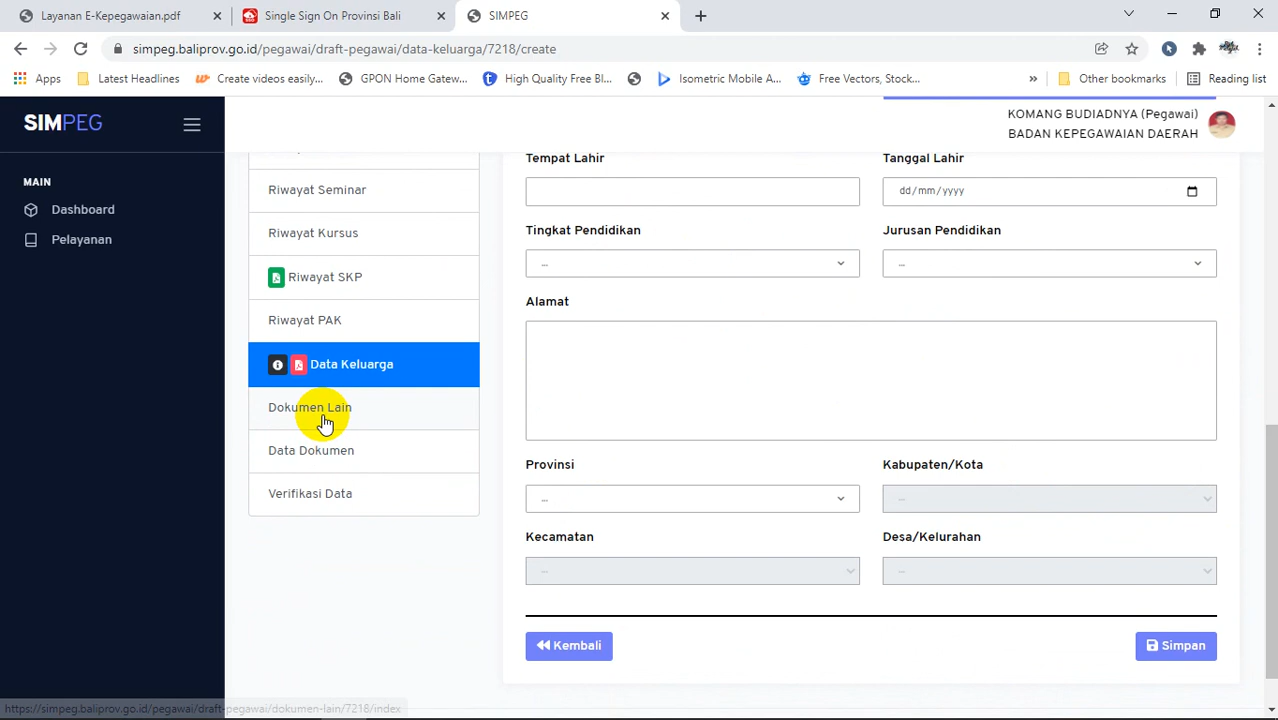 Layanan E-Kepegawaian.pdf
Single Sign On Provinsi Bali
SIMPEG
simpeg.baliprov.go.id/pegawai/draft-pegawai/data-keluarga/7218/create
Apps
Latest Headlines
Create videos easily...
GPON Home Gatew...
High Quality Free Bl...
Isometric Mobile A...
Free Vectors, Stock...
»
Other bookmarks
Reading list
SIMPEG
KOMANG BUDIADNYA (Pegawai)
BADAN KEPEGAWAIAN DAERAH
MAIN
Dashboard
Pelayanan
Riwayat Seminar
Riwayat Kursus
Riwayat SKP
Riwayat PAK
Data Keluarga
Dokumen Lain
Data Dokumen
Verifikasi Data
Tempat Lahir
Tanggal Lahir
dd/mm/yyyy
Tingkat Pendidikan
Jurusan Pendidikan
...
...
Alamat
Provinsi
Kabupaten/Kota
...
...
Kecamatan
Desa/Kelurahan
...
...
Kembali
Simpan
https://simpeg.baliprov.go.id/pegawai/draft-pegawai/dokumen-lain/7218/index